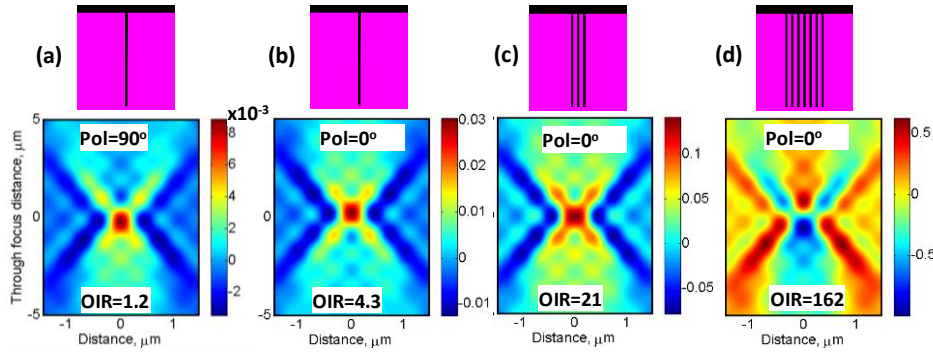 (a) (b) (c) (d)
x10⁻³
Pol=90° Pol=0° Pol=0° Pol=0°
5 8 5 0.03
6 0.1
4 0.02 0.5
0.05
Through focus distance, μm 0 2 0 0.01 0 0
0 0 0
-0.5
-2 -0.01 -0.05
OIR=1.2 OIR=4.3 OIR=21 OIR=162
-5 -5
-1 0 1 -1 0 1 -1 0 1 -1 0 1
Distance, μm Distance, μm Distance, μm Distance, μm